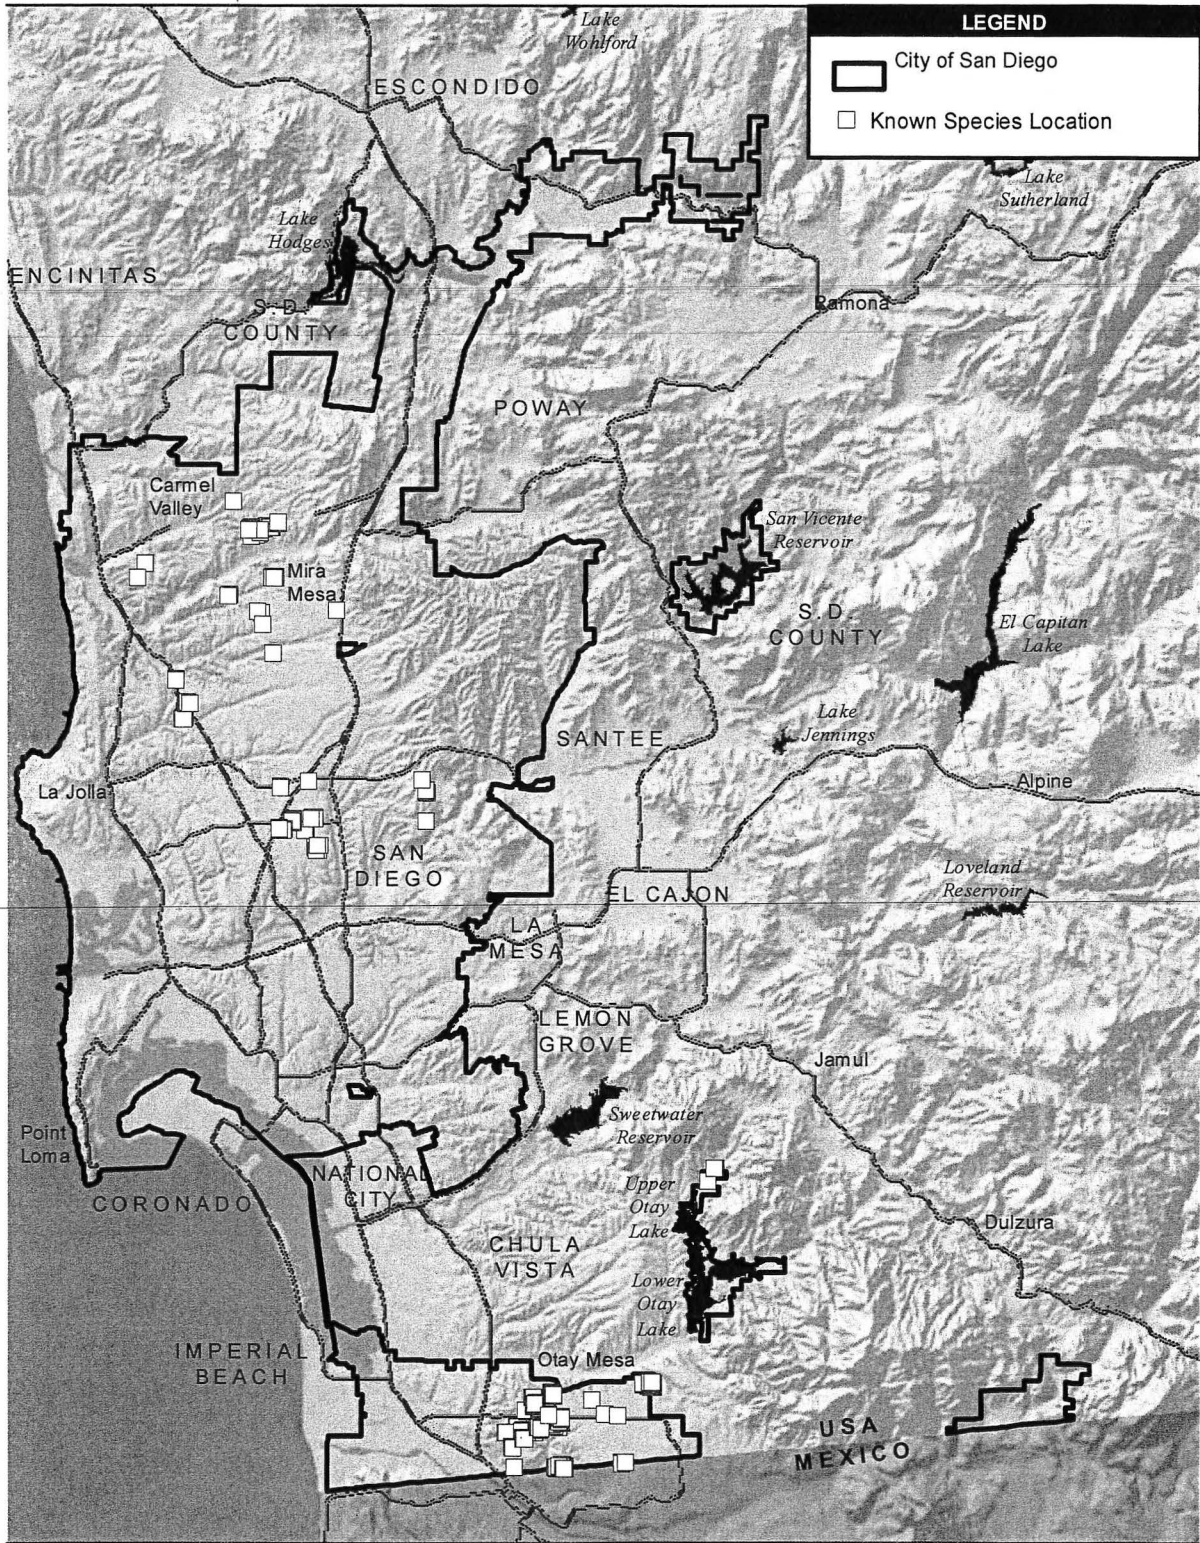 LEGEND
City of San Diego
Known Species Location
Lake
Wohlford
ESCONDIDO
Lake
Sutherland
Lake
Hodges
ENCINITAS
S.D.
COUNTY
Ramona
POWAY
Carmel
Valley
San Vicente
Reservoir
Mira
Mesa
S.D.
COUNTY
El Capitan
Lake
Lake
Jennings
SANTEE
Alpine
La Jolla
SAN
DIEGO
Loveland
Reservoir
EL CAJON
LA
MESA
LEMON
GROVE
Jamul
Sweetwater
Reservoir
Point
Loma
NATIONAL
CITY
CORONADO
Upper
Otay
Lake
Dulzura
CHULA
VISTA
Lower
Otay
Lake
IMPERIAL
BEACH
Otay Mesa
USA
MEXICO